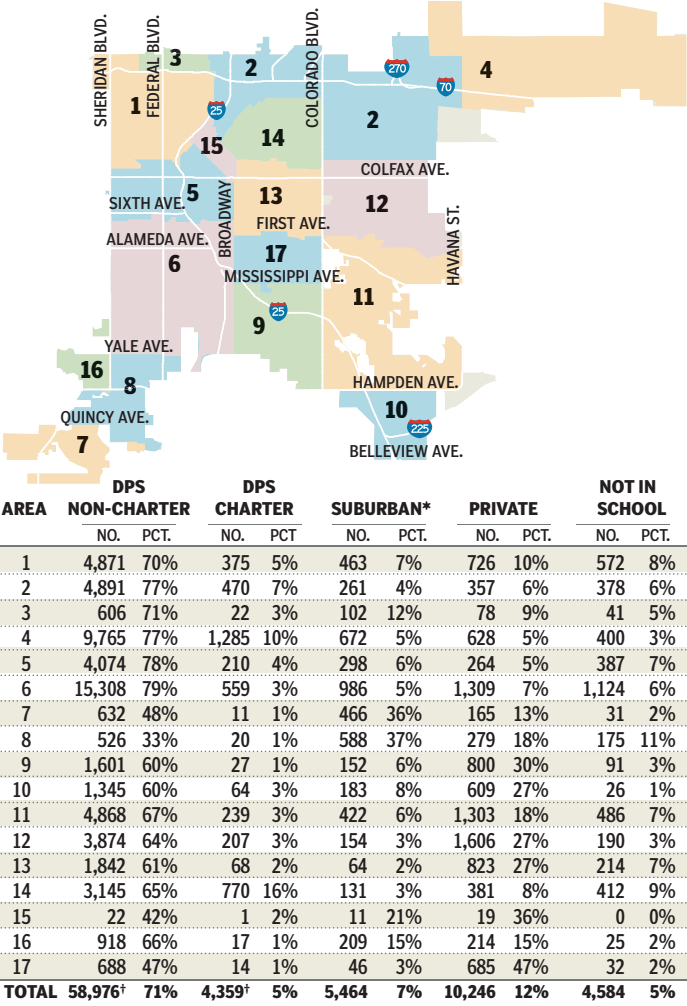 SHERIDAN BLVD.
FEDERAL BLVD.
3
2
COLORADO BLVD.
270
70
4
1
25
15
14
2
COLFAX AVE.
SIXTH AVE.
5
BROADWAY
13
12
FIRST AVE.
HAVANA ST.
ALAMEDA AVE.
17
6
MISSISSIPPI AVE.
11
9
25
YALE AVE.
16
8
HAMPDEN AVE.
10
QUINCY AVE.
225
7
BELLEVIEW AVE.
DPS DPS NOT IN
AREA NON-CHARTER CHARTER SUBURBAN* PRIVATE SCHOOL
NO. PCT. NO. PCT NO. PCT. NO. PCT. NO. PCT.
1 4,871 70% 375 5% 463 7% 726 10% 572 8%
2 4,891 77% 470 7% 261 4% 357 6% 378 6%
3 606 71% 22 3% 102 12% 78 9% 41 5%
4 9,765 77% 1,285 10% 672 5% 628 5% 400 3%
5 4,074 78% 210 4% 298 6% 264 5% 387 7%
6 15,308 79% 559 3% 986 5% 1,309 7% 1,124 6%
7 632 48% 11 1% 466 36% 165 13% 31 2%
8 526 33% 20 1% 588 37% 279 18% 175 11%
9 1,601 60% 27 1% 152 6% 800 30% 91 3%
10 1,345 60% 64 3% 183 8% 609 27% 26 1%
11 4,868 67% 239 3% 422 6% 1,303 18% 486 7%
12 3,874 64% 207 3% 154 3% 1,606 27% 190 3%
13 1,842 61% 68 2% 64 2% 823 27% 214 7%
14 3,145 65% 770 16% 131 3% 381 8% 412 9%
15 22 42% 1 2% 11 21% 19 36% 0 0%
16 918 66% 17 1% 209 15% 214 15% 25 2%
17 688 47% 14 1% 46 3% 685 47% 32 2%
TOTAL 58,976† 71% 4,359† 5% 5,464 7% 10,246 12% 4,584 5%